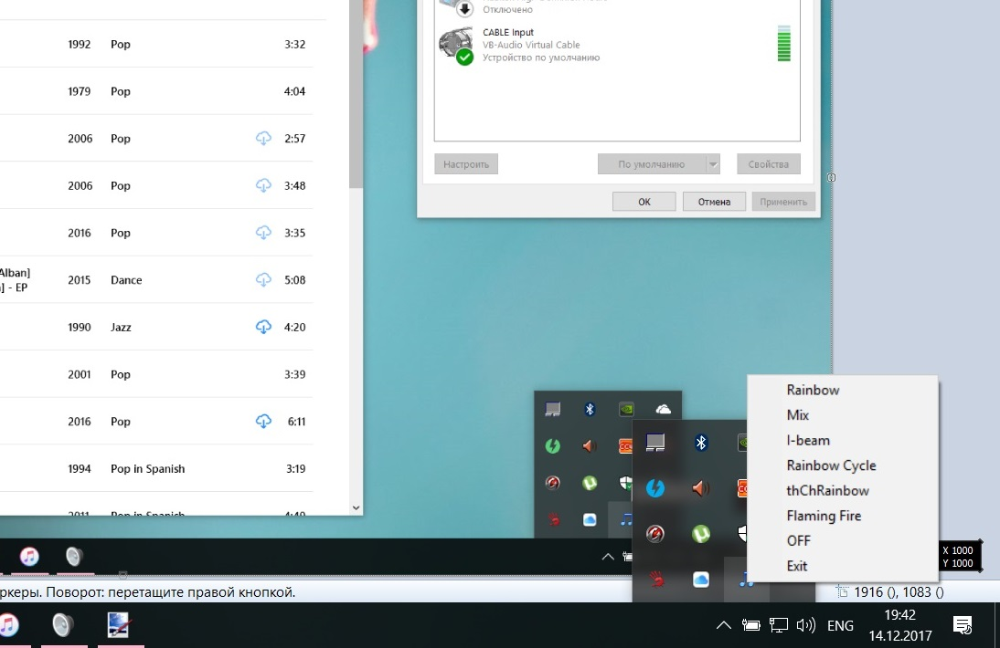 1992 Pop 3:32
1979 Pop 4:04
2006 Pop 2:57
2006 Pop 3:48
2016 Pop 3:35
Alban]
] - EP
2015 Dance 5:08
1990 Jazz 4:20
2001 Pop 3:39
2016 Pop 6:11
1994 Pop in Spanish 3:19
2011 Pop in Spanish
Отключено
CABLE Input
VB-Audio Virtual Cable
Устройство по умолчанию
Настроить По умолчанию Свойства
ОК Отмена Применить
Rainbow
Mix
I-beam
Rainbow Cycle
thChRainbow
Flaming Fire
OFF
Exit
X 1000
Y 1000
ркеры. Поворот: перетащите правой кнопкой.
1916 (), 1083 ()
ENG
19:42
14.12.2017